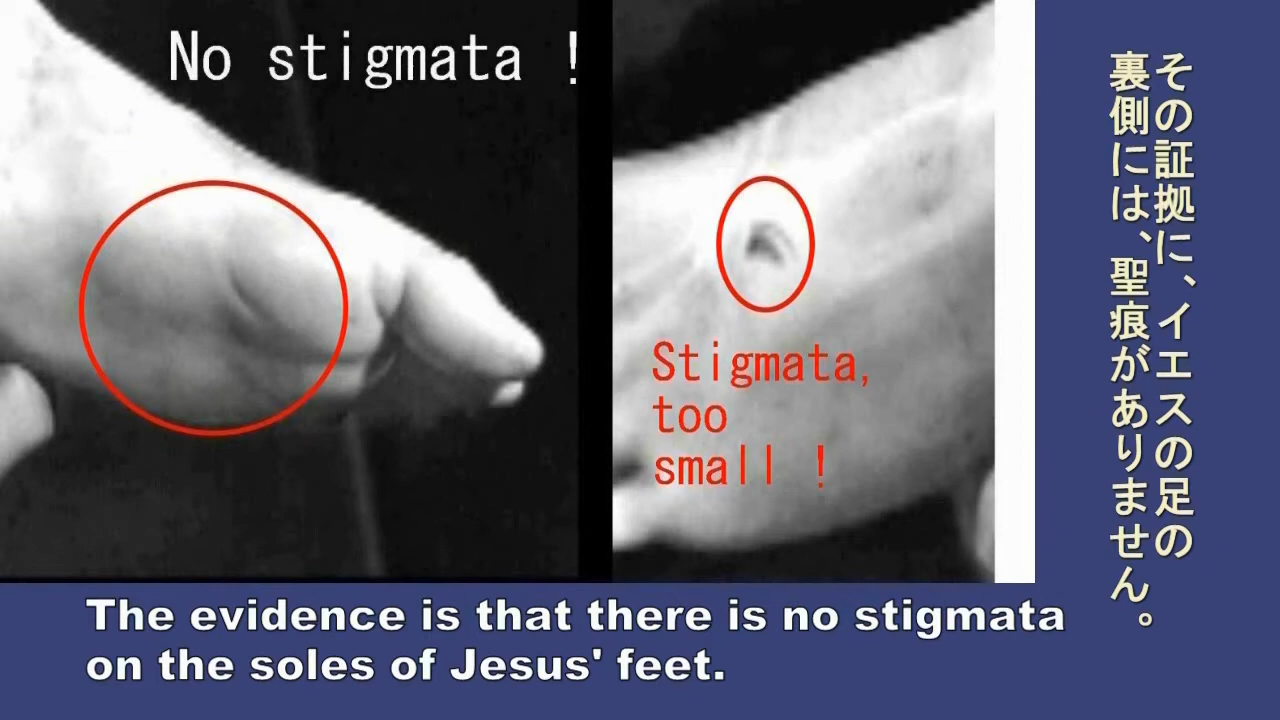 No stigmata !
Stigmata,
too
small !
その証拠に、イエスの足の
裏側には、聖痕がありません。
The evidence is that there is no stigmata
on the soles of Jesus' feet.